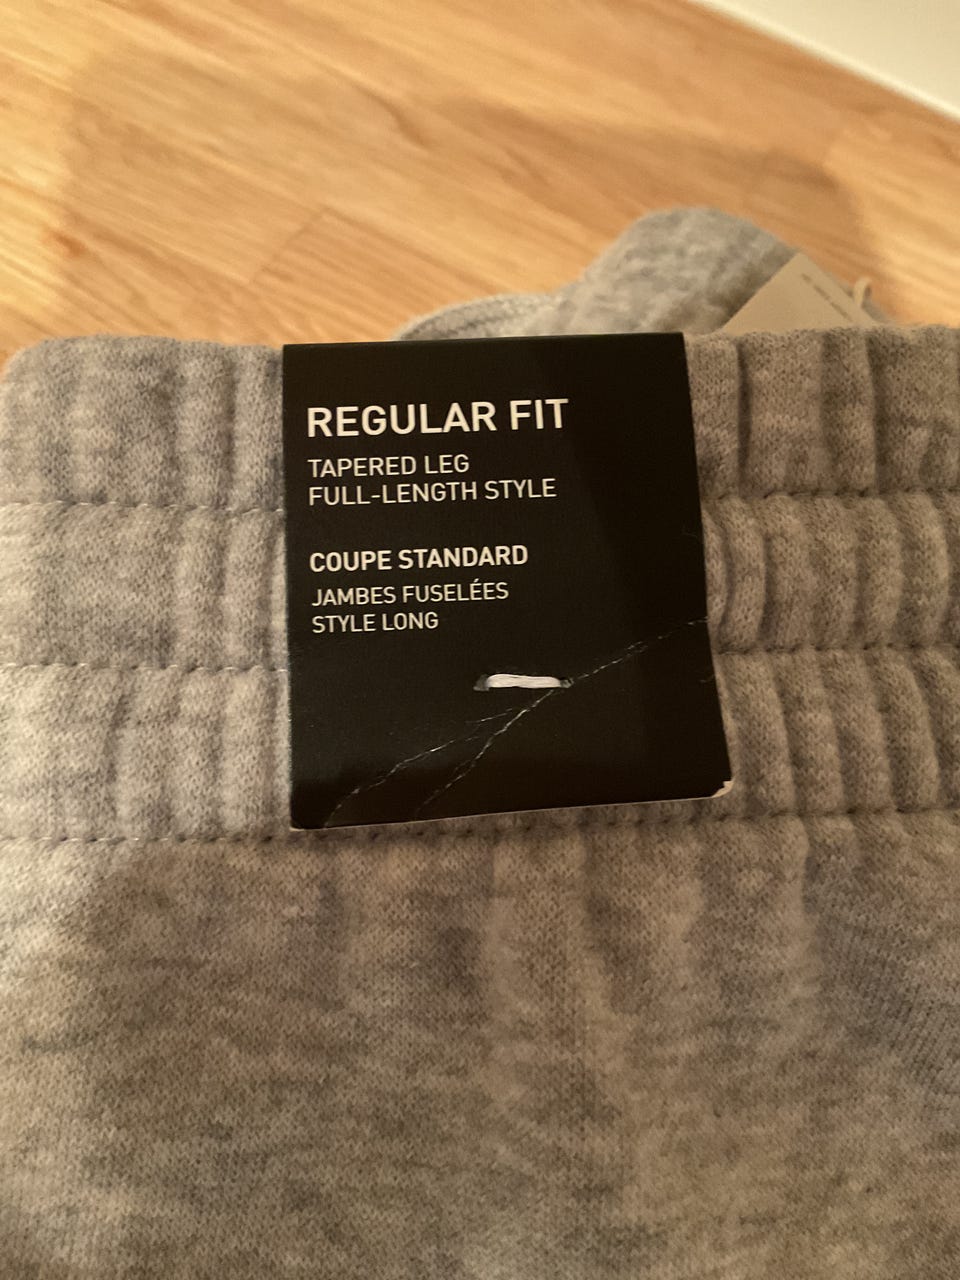 REGULAR FIT
TAPERED LEG
FULL-LENGTH STYLE
COUPE STANDARD
JAMBES FUSELÉES
STYLE LONG